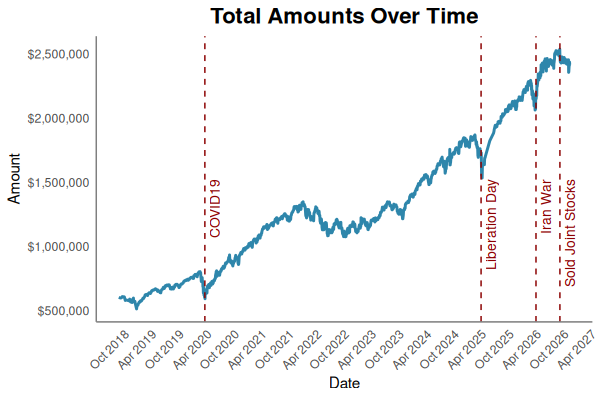 Total Amounts Over Time
$2,500,000
$2,000,000
$1,500,000
$1,000,000
$500,000
Amount
COVID19
Liberation Day
Iran War
Sold Joint Stocks
Oct 2018
Apr 2019
Oct 2019
Apr 2020
Oct 2020
Apr 2021
Oct 2021
Apr 2022
Oct 2022
Apr 2023
Oct 2023
Apr 2024
Oct 2024
Apr 2025
Oct 2025
Apr 2026
Oct 2026
Apr 2027
Date